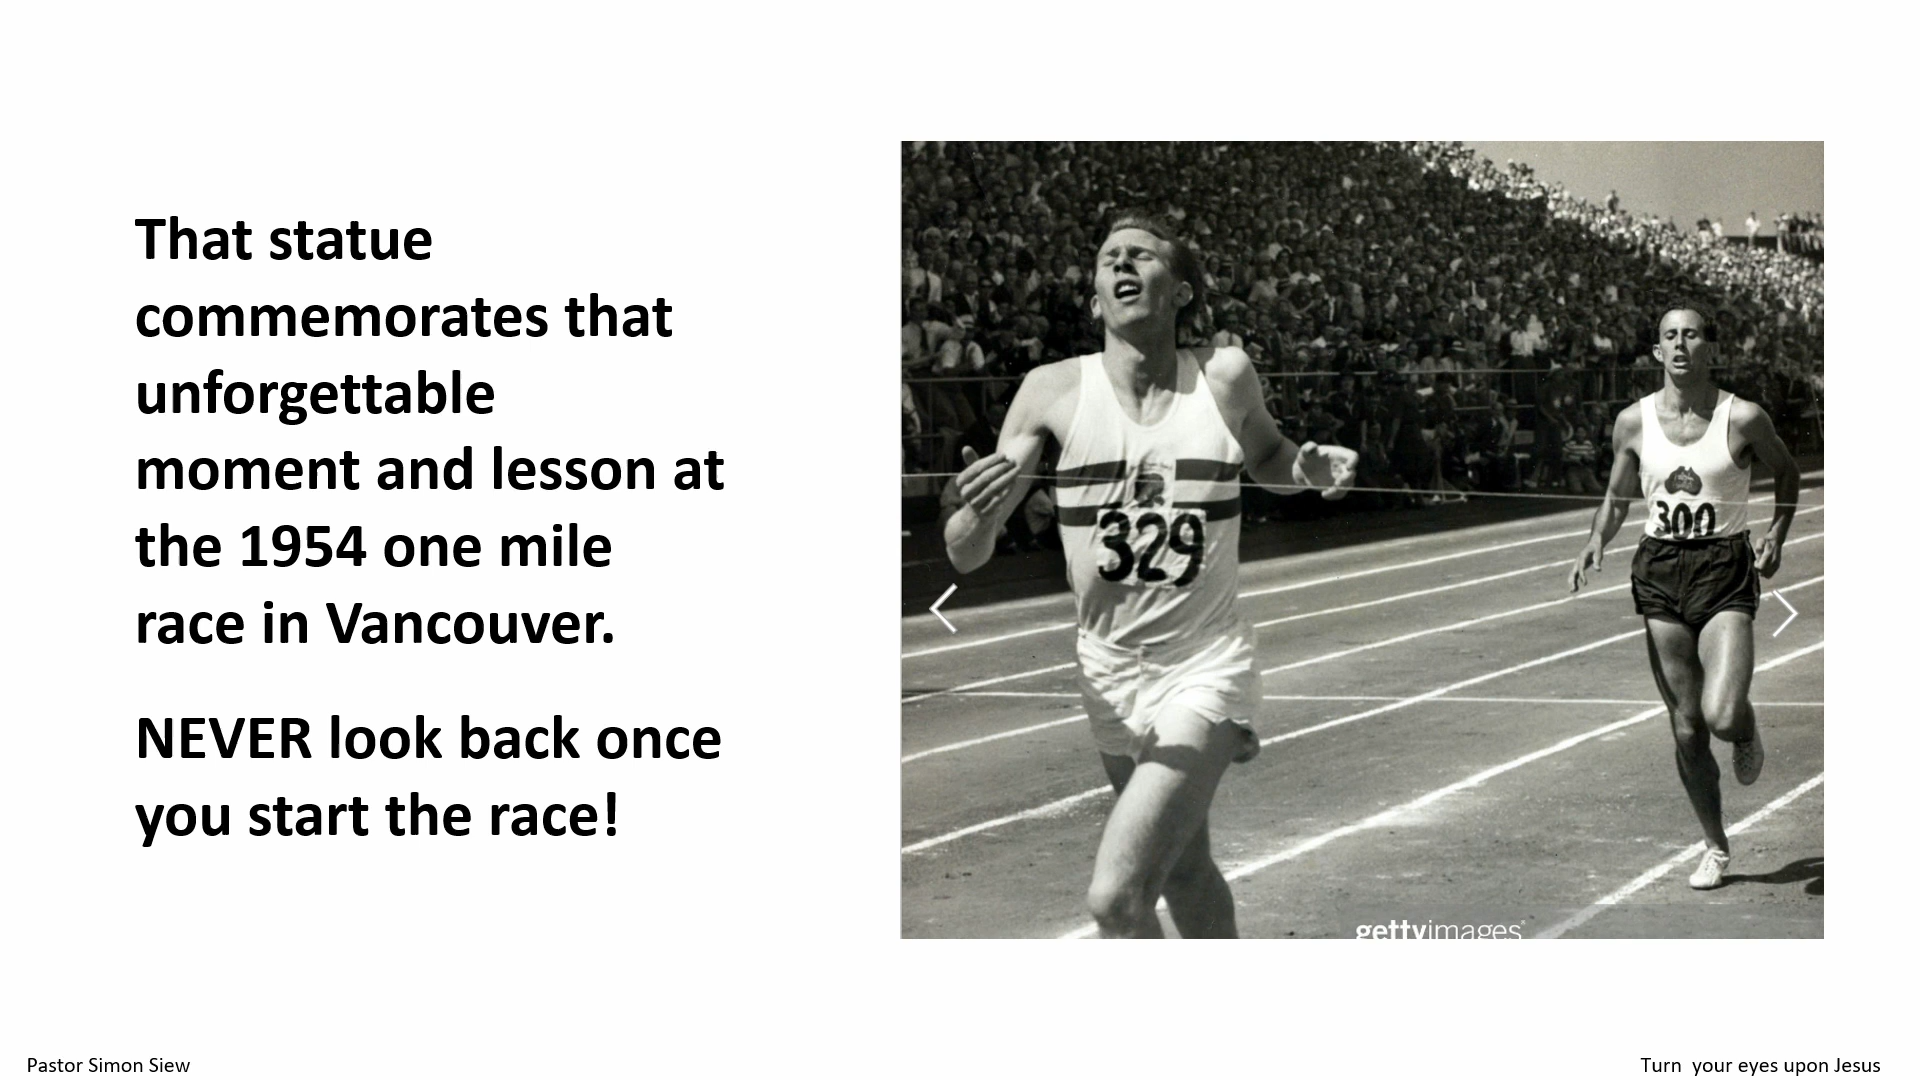 That statue
commemorates that
unforgettable
moment and lesson at
the 1954 one mile
race in Vancouver.
NEVER look back once
you start the race!
329
300
gettyimages
Pastor Simon Siew
Turn  your eyes upon Jesus